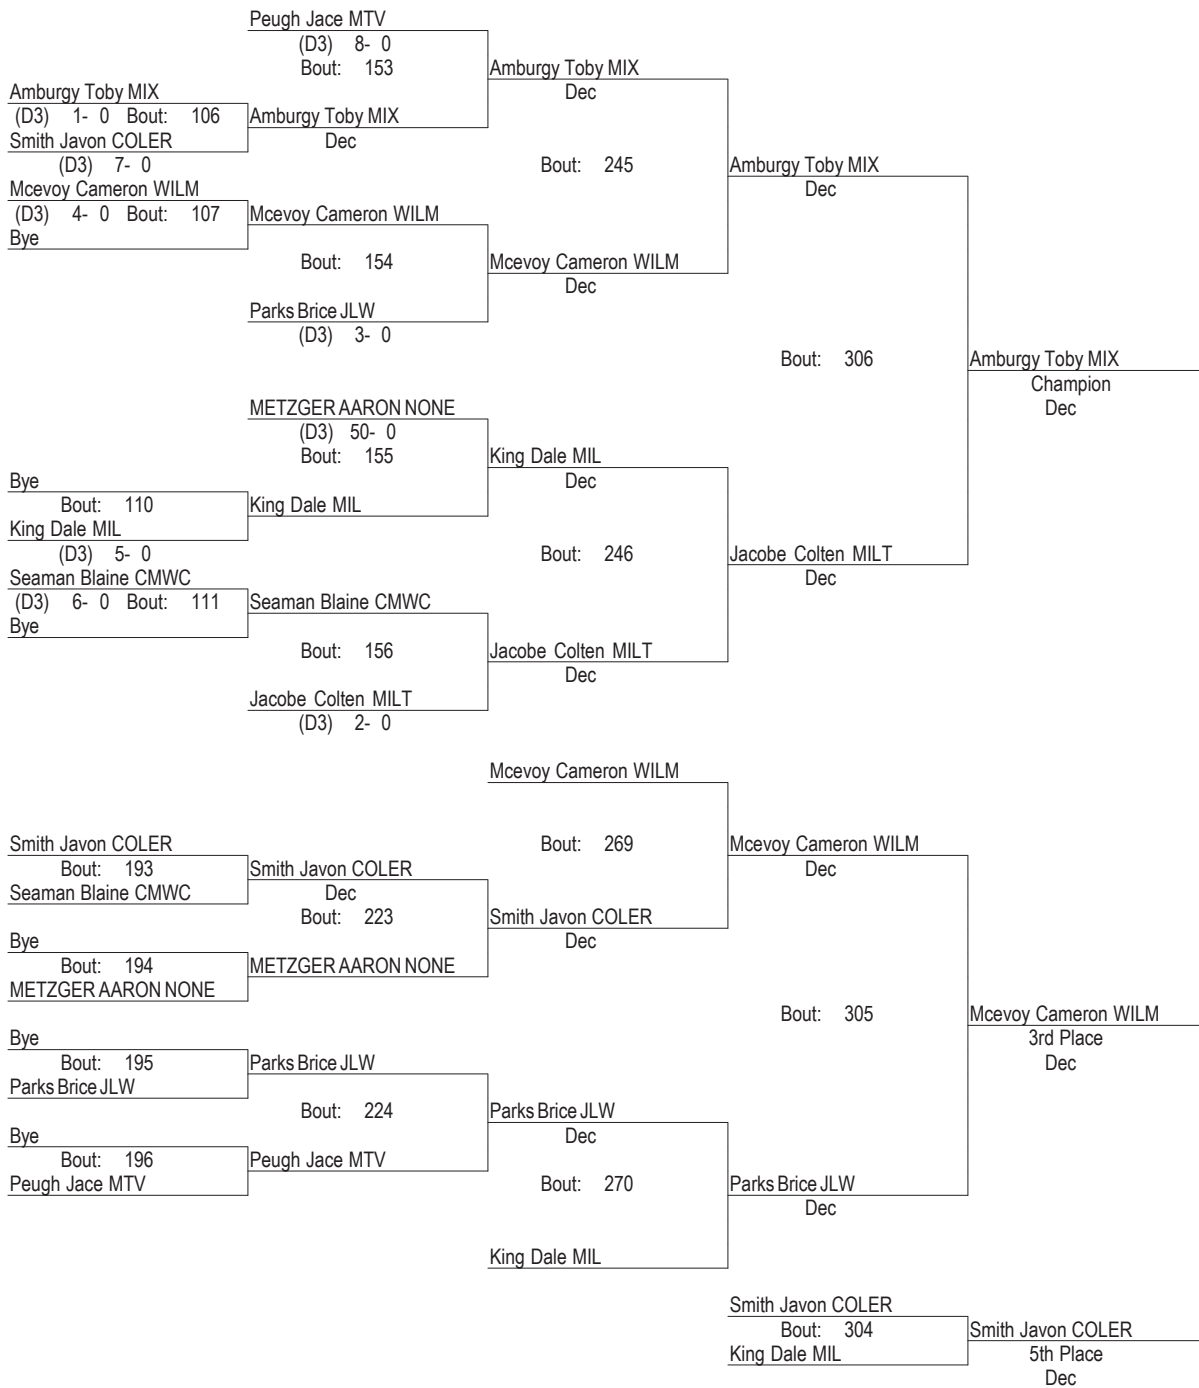 Peugh Jace MTV
(D3) 8- 0
Bout: 153
Amburgy Toby MIX
Dec
Amburgy Toby MIX
(D3) 1- 0 Bout: 106
Amburgy Toby MIX
Dec
Smith Javon COLER
(D3) 7- 0
Bout: 245
Amburgy Toby MIX
Dec
Mcevoy Cameron WILM
(D3) 4- 0 Bout: 107
Mcevoy Cameron WILM
Bye
Bout: 154
Mcevoy Cameron WILM
Dec
Parks Brice JLW
(D3) 3- 0
Bout: 306
Amburgy Toby MIX
Champion
Dec
METZGER AARON NONE
(D3) 50- 0
Bout: 155
King Dale MIL
Dec
Bye
Bout: 110
King Dale MIL
King Dale MIL
(D3) 5- 0
Bout: 246
Jacobe Colten MILT
Dec
Seaman Blaine CMWC
(D3) 6- 0 Bout: 111
Seaman Blaine CMWC
Bye
Bout: 156
Jacobe Colten MILT
Dec
Jacobe Colten MILT
(D3) 2- 0
Mcevoy Cameron WILM
Bout: 269
Mcevoy Cameron WILM
Dec
Smith Javon COLER
Bout: 193
Smith Javon COLER
Dec
Seaman Blaine CMWC
Bout: 223
Smith Javon COLER
Dec
Bye
Bout: 194
METZGER AARON NONE
METZGER AARON NONE
Bout: 305
Mcevoy Cameron WILM
3rd Place
Dec
Bye
Bout: 195
Parks Brice JLW
Parks Brice JLW
Bout: 224
Parks Brice JLW
Dec
Bye
Bout: 196
Peugh Jace MTV
Peugh Jace MTV
Bout: 270
Parks Brice JLW
Dec
King Dale MIL
Smith Javon COLER
Bout: 304
Smith Javon COLER
King Dale MIL
5th Place
Dec